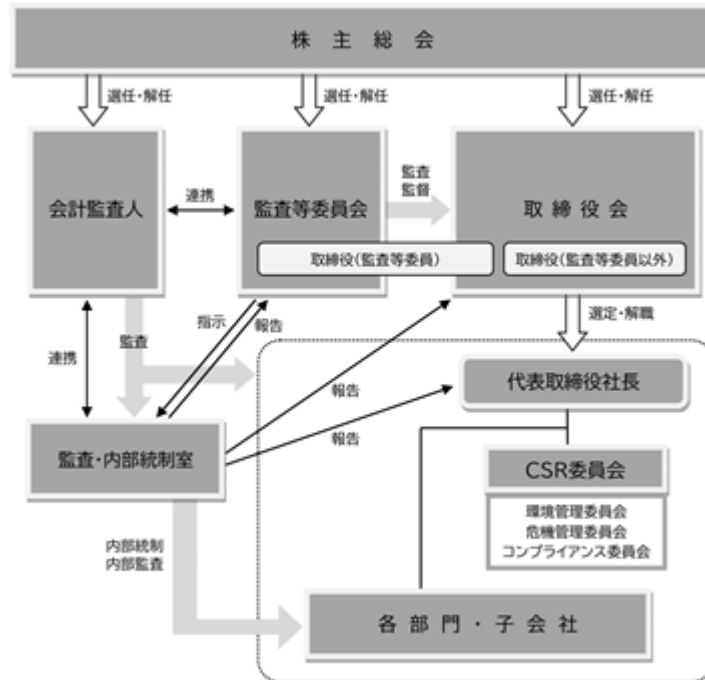 株主総会
選任・解任
選任・解任
選任・解任
会計監査人
連携
監査等委員会
監査
監督
取締役会
取締役(監査等委員)
取締役(監査等委員以外)
連携
監査
指示
報告
選定・解職
報告
報告
代表取締役社長
監査・内部統制室
CSR委員会
環境管理委員会
危機管理委員会
コンプライアンス委員会
内部統制
内部監査
各部門・子会社